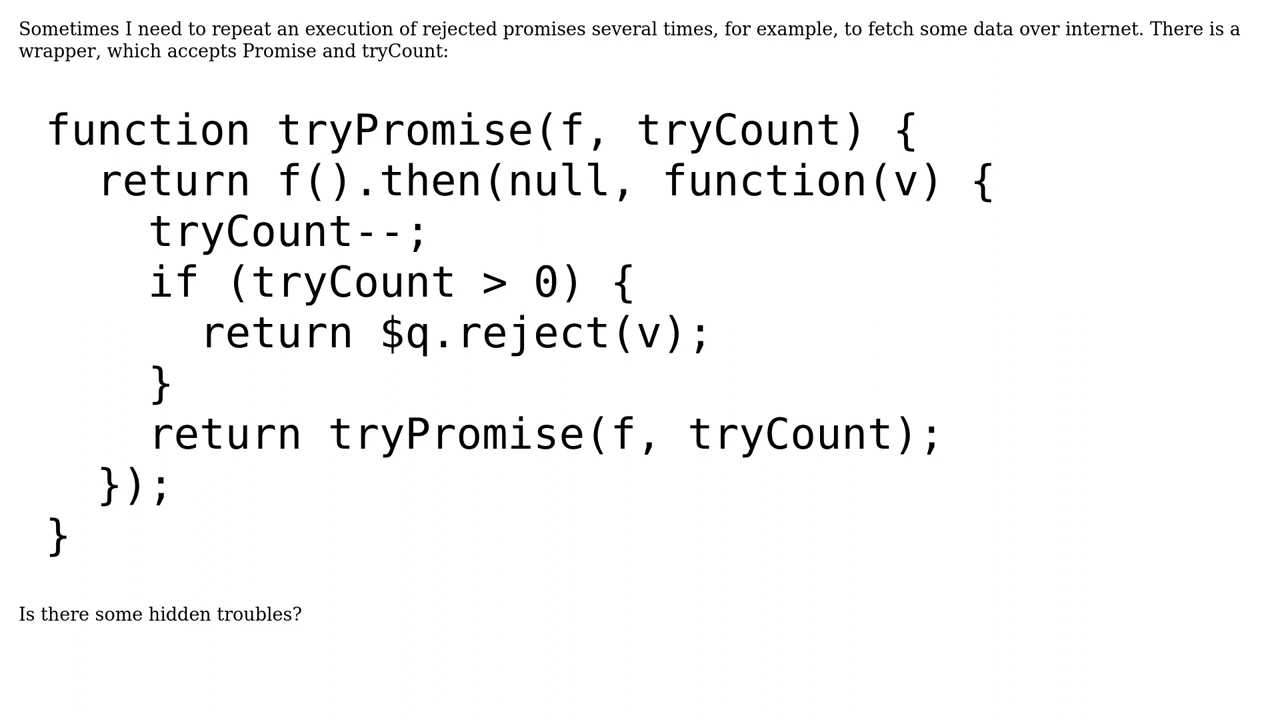 Sometimes I need to repeat an execution of rejected promises several times, for example, to fetch some data over internet. There is a
wrapper, which accepts Promise and tryCount:
function tryPromise(f, tryCount) {
  return f().then(null, function(v) {
    tryCount--;
    if (tryCount > 0) {
      return $q.reject(v);
    }
    return tryPromise(f, tryCount);
  });
}
Is there some hidden troubles?